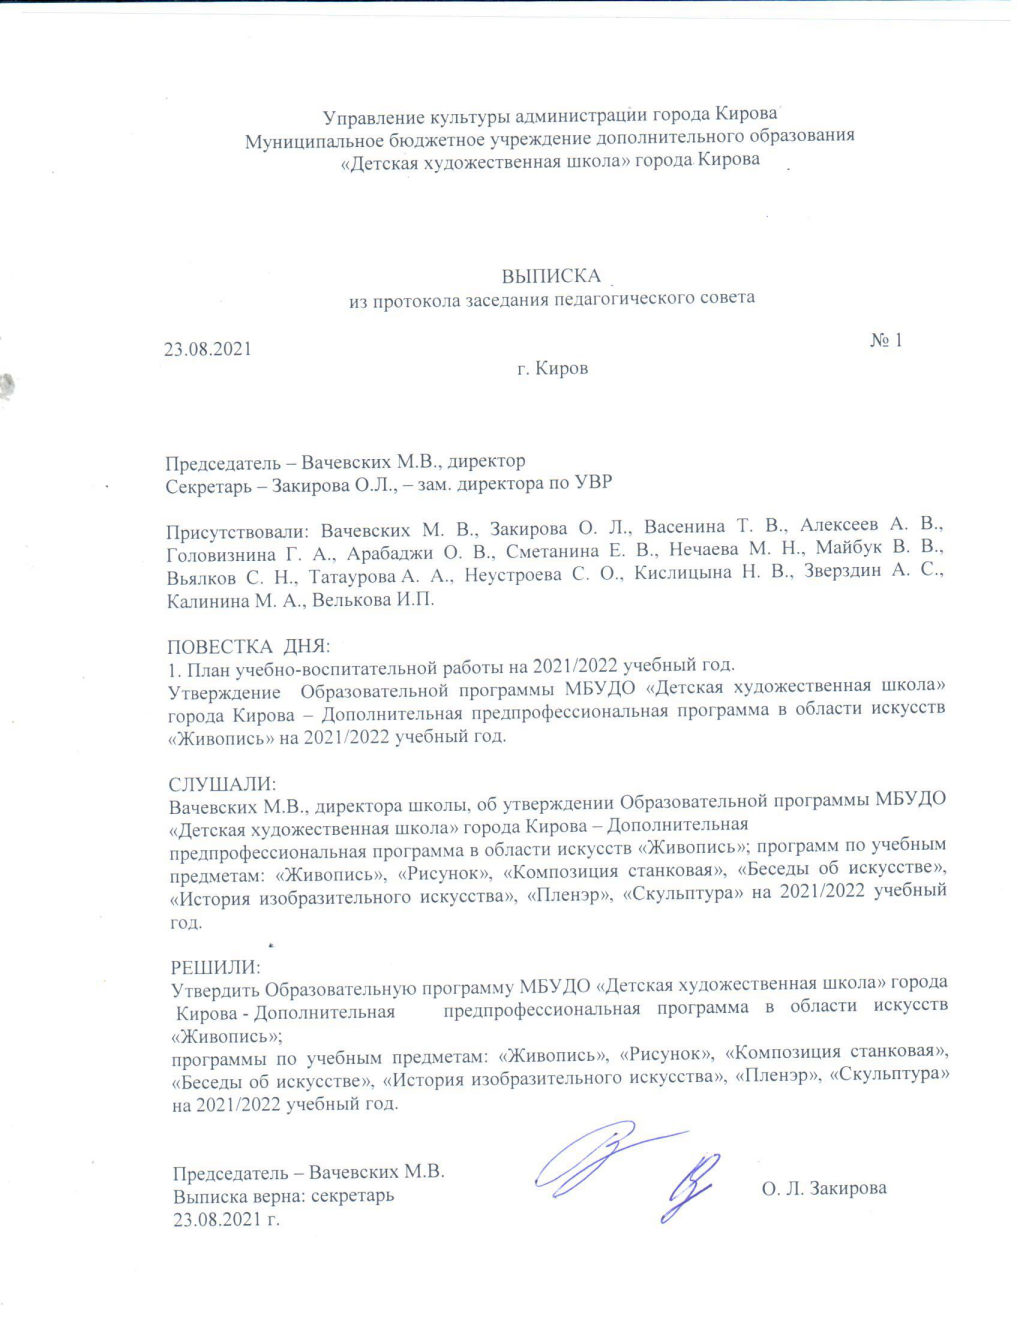 Управление культуры администрации города Кирова
Муниципальное бюджетное учреждение дополнительного образования
«Детская художественная школа» города Кирова
ВЫПИСКА
из протокола заседания педагогического совета
23.08.2021
№ 1
г. Киров
Председатель – Вачевских М.В., директор
Секретарь – Закирова О.Л., – зам. директора по УВР
Присутствовали: Вачевских М. В., Закирова О. Л., Васенина Т. В., Алексеев А. В.,
Головизнина Г. А., Арабаджи О. В., Сметанина Е. В., Нечаева М. Н., Майбук В. В.,
Вьялков С. Н., Татаурова А. А., Неустроева С. О., Кислицына Н. В., Зверздин А. С.,
Калинина М. А., Велькова И.П.
ПОВЕСТКА ДНЯ:
1. План учебно-воспитательной работы на 2021/2022 учебный год.
Утверждение Образовательной программы МБУДО «Детская художественная школа»
города Кирова – Дополнительная предпрофессиональная программа в области искусств
«Живопись» на 2021/2022 учебный год.
СЛУШАЛИ:
Вачевских М.В., директора школы, об утверждении Образовательной программы МБУДО
«Детская художественная школа» города Кирова – Дополнительная
предпрофессиональная программа в области искусств «Живопись»; программ по учебным
предметам: «Живопись», «Рисунок», «Композиция станковая», «Беседы об искусстве»,
«История изобразительного искусства», «Пленэр», «Скульптура» на 2021/2022 учебный
год.
РЕШИЛИ:
Утвердить Образовательную программу МБУДО «Детская художественная школа» города
Кирова - Дополнительная предпрофессиональная программа в области искусств
«Живопись»;
программы по учебным предметам: «Живопись», «Рисунок», «Композиция станковая»,
«Беседы об искусстве», «История изобразительного искусства», «Пленэр», «Скульптура»
на 2021/2022 учебный год.
Председатель – Вачевских М.В.
Выписка верна: секретарь
О. Л. Закирова
23.08.2021 г.